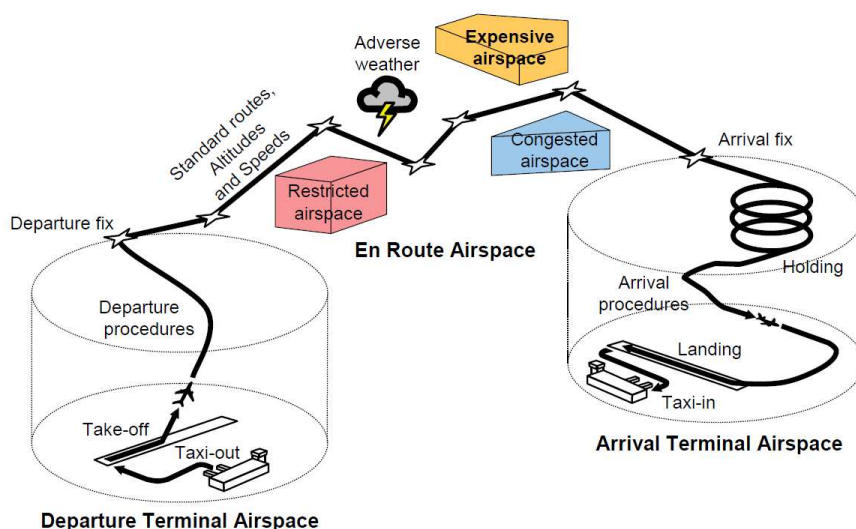 Adverse
weather
Expensive
airspace
Standard routes,
Altitudes
and Speeds
Congested
airspace
Arrival fix
Restricted
airspace
Departure fix
En Route Airspace
Holding
Departure
procedures
Arrival
procedures
Landing
Take-off
Taxi-out
Taxi-in
Arrival Terminal Airspace
Departure Terminal Airspace